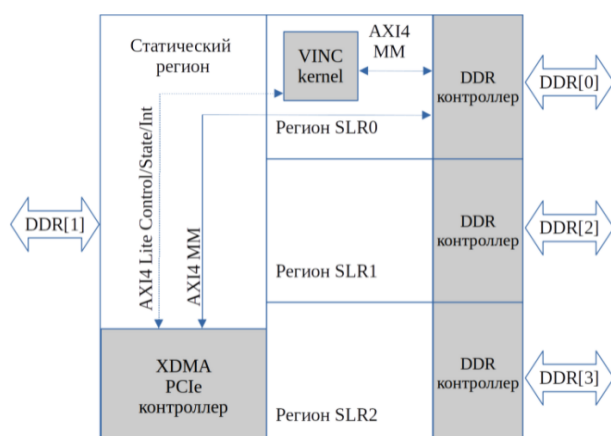 Статический
регион
VINC
kernel
AXI4
MM
DDR
контроллер
DDR[0]
Регион SLR0
AXI4 Lite Control/State/Int
AXI4 MM
DDR[1]
DDR
контроллер
DDR[2]
Регион SLR1
XDMA
PCIe
контроллер
DDR
контроллер
DDR[3]
Регион SLR2